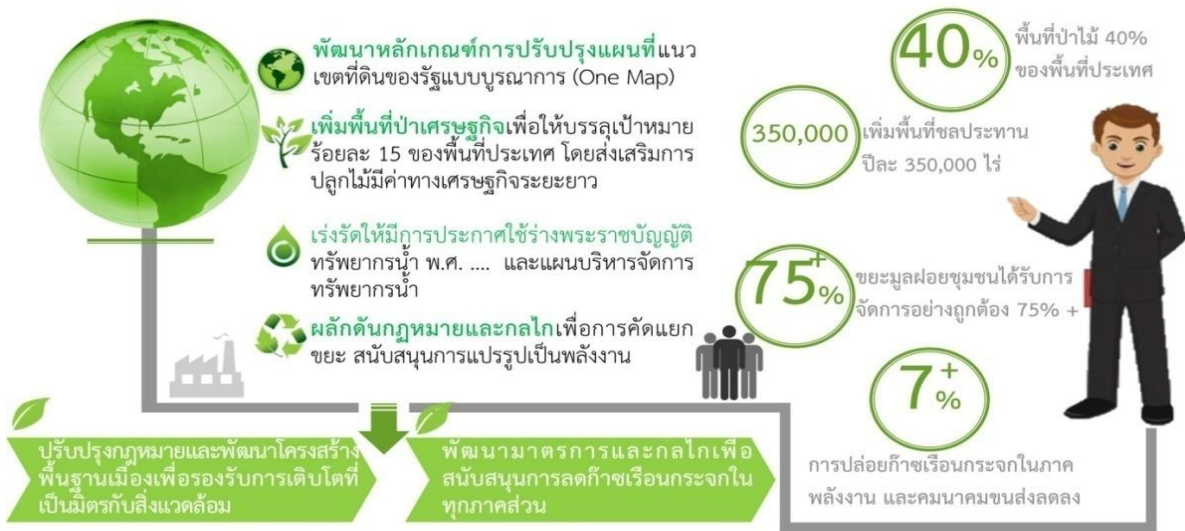 พัฒนาหลักเกณฑ์การปรับปรุงแผนที่แนว
เขตที่ดินของรัฐแบบบูรณาการ (One Map)
เพิ่มพื้นที่ป่าเศรษฐกิจเพื่อให้บรรลุเป้าหมาย
ร้อยละ 15 ของพื้นที่ประเทศ โดยส่งเสริมการ
ปลูกไม้มีค่าทางเศรษฐกิจระยะยาว
เร่งรัดให้มีการประกาศใช้ร่างพระราชบัญญัติ
ทรัพยากรน้ำ พ.ศ. .... และแผนบริหารจัดการ
ทรัพยากรน้ำ
ผลักดันกฎหมายและกลไกเพื่อการคัดแยก
ขยะ สนับสนุนการแปรรูปเป็นพลังงาน
40%
พื้นที่ป่าไม้ 40%
ของพื้นที่ประเทศ
350,000
เพิ่มพื้นที่ชลประทาน
ปีละ 350,000 ไร่
75+%
ขยะมูลฝอยชุมชนได้รับการ
จัดการอย่างถูกต้อง 75% +
7+%
การปล่อยก๊าซเรือนกระจกในภาค
พลังงาน และคมนาคมขนส่งลดลง
ปรับปรุงกฎหมายและพัฒนาโครงสร้าง
พื้นฐานเมืองเพื่อรองรับการเติบโตที่
เป็นมิตรกับสิ่งแวดล้อม
พัฒนามาตรการและกลไกเพื่อ
สนับสนุนการลดก๊าซเรือนกระจกใน
ทุกภาคส่วน